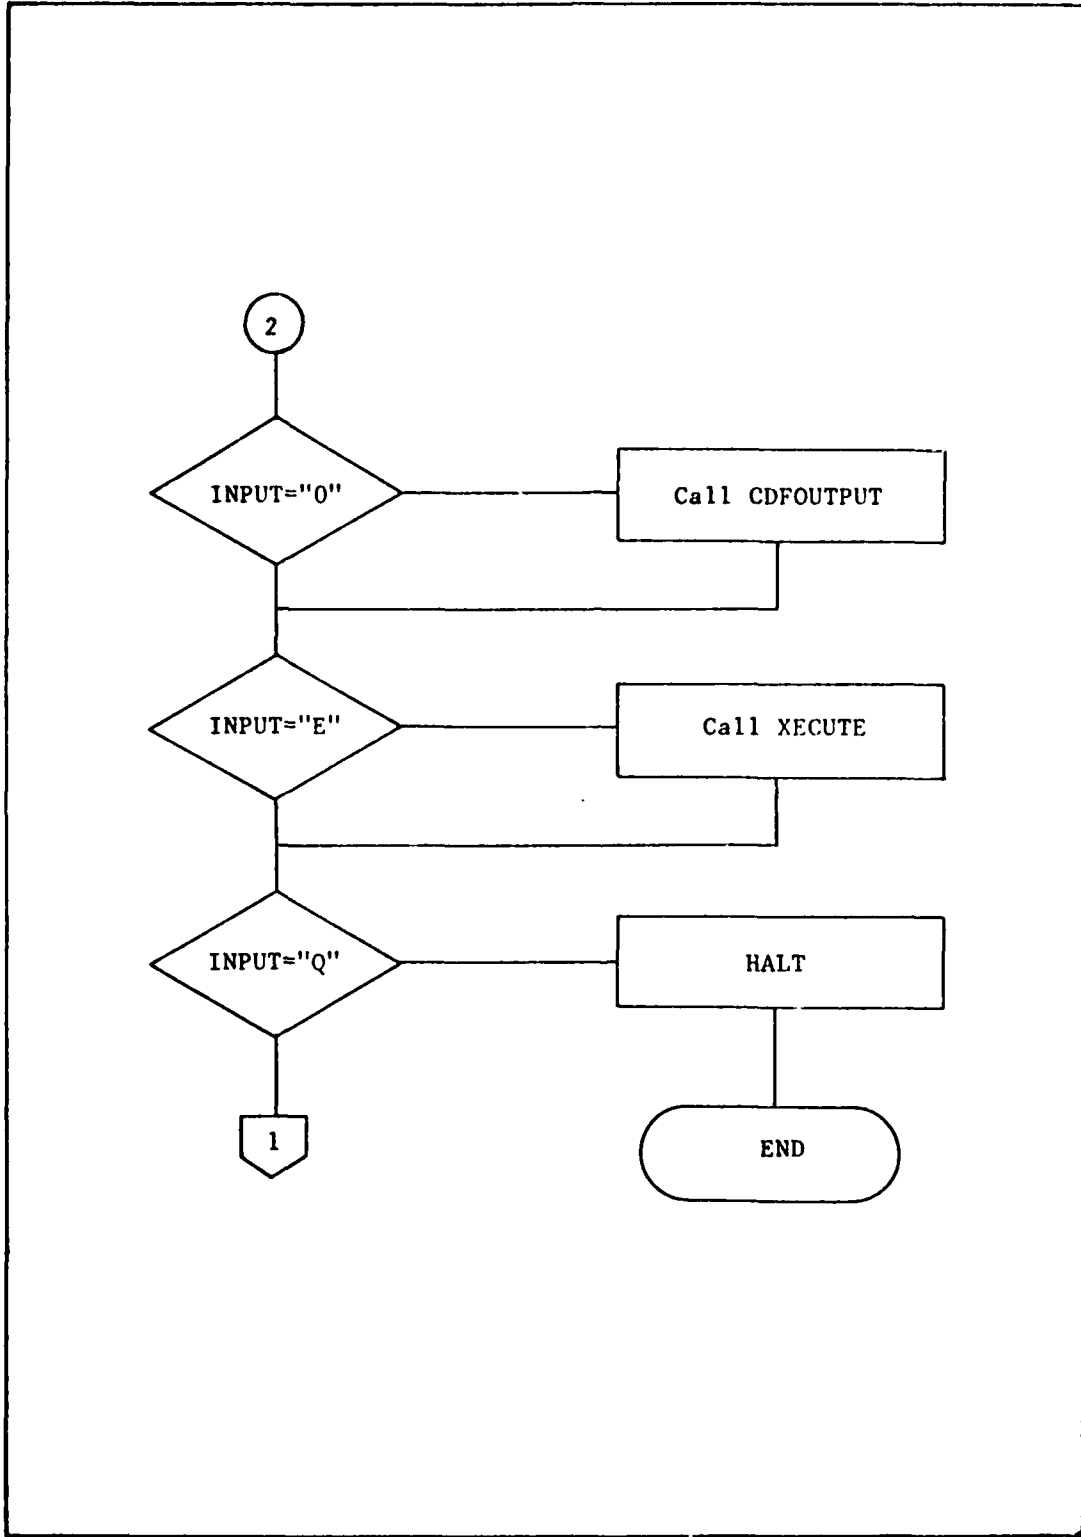 2
INPUT="O"
Call CDFOUTPUT
INPUT="E"
Call XECUTE
INPUT="Q"
HALT
1
END